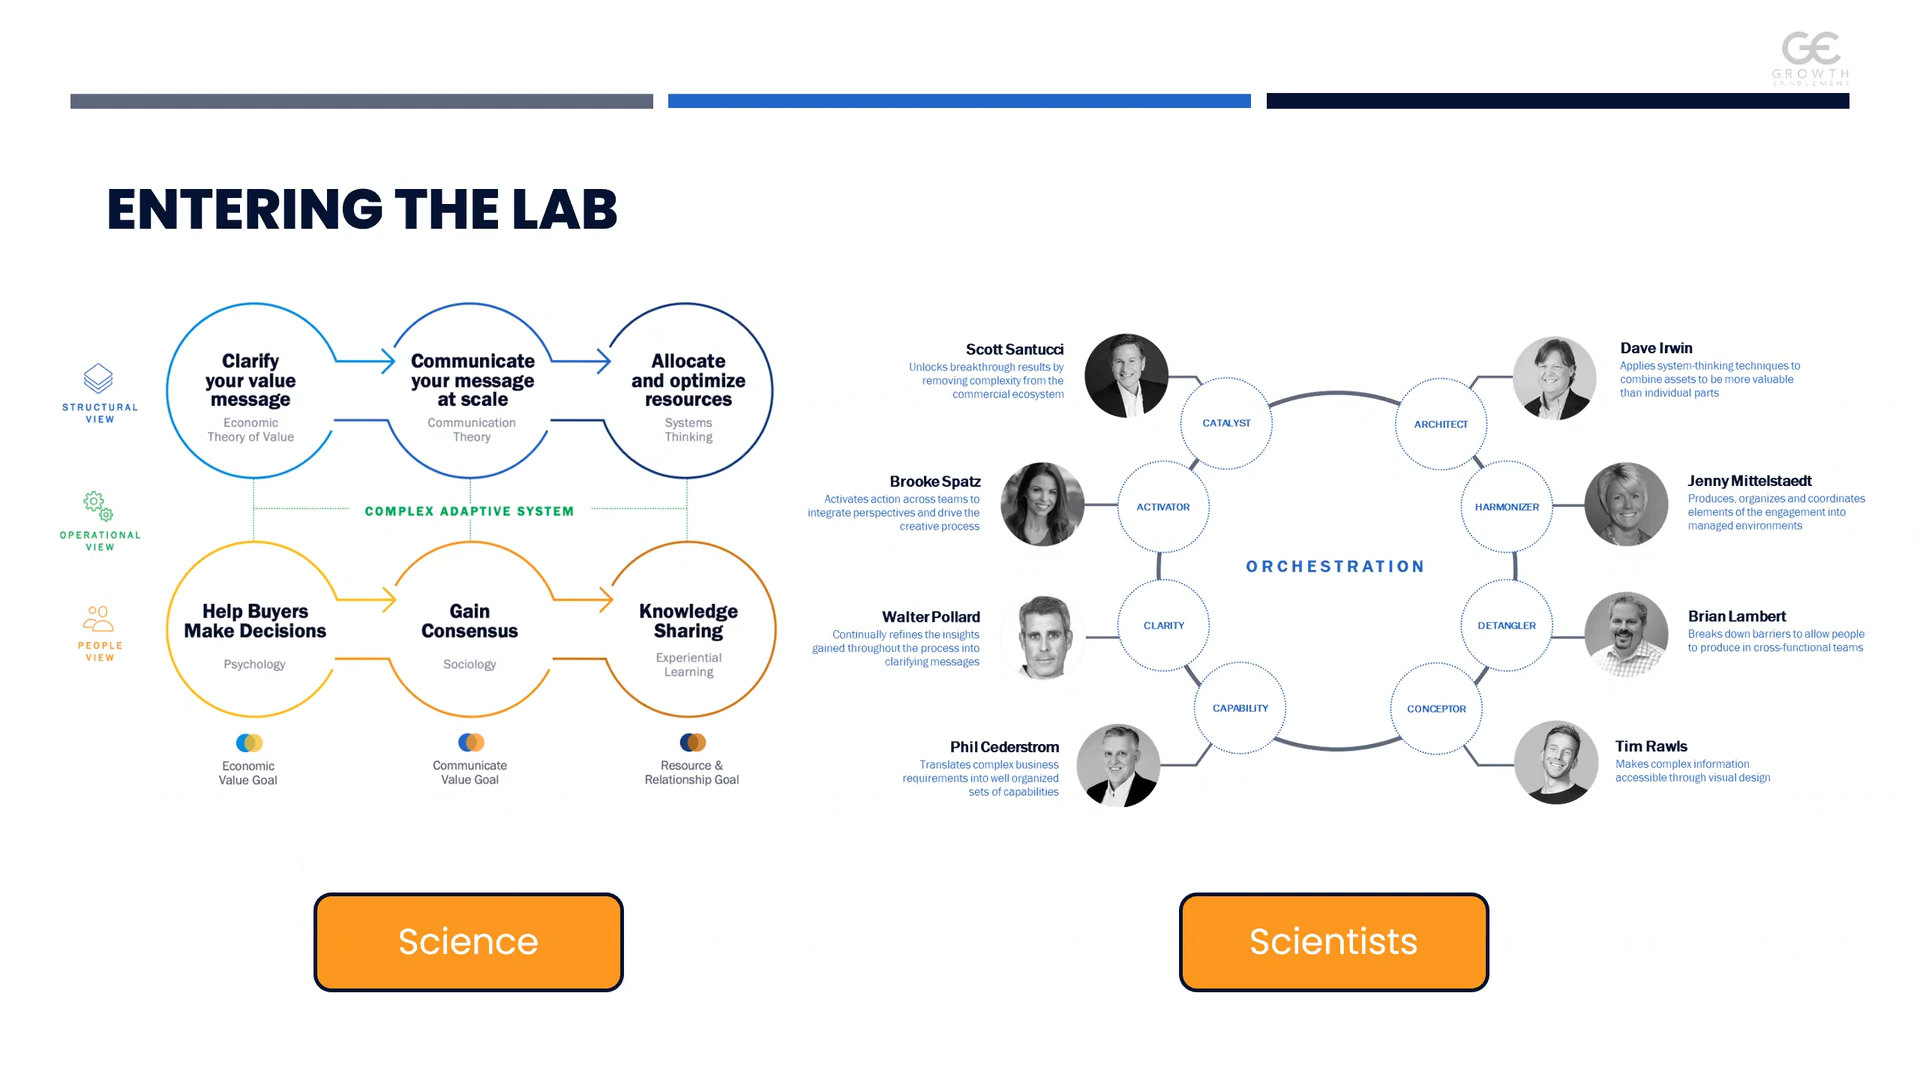 GE
GROWTH
ENABLEMENT
ENTERING THE LAB
STRUCTURAL
VIEW
Clarify
your value
message
Economic
Theory of Value
Communicate
your message
at scale
Communication
Theory
Allocate
and optimize
resources
Systems
Thinking
OPERATIONAL
VIEW
COMPLEX ADAPTIVE SYSTEM
PEOPLE
VIEW
Help Buyers
Make Decisions
Psychology
Gain
Consensus
Sociology
Knowledge
Sharing
Experiential
Learning
Economic
Value Goal
Communicate
Value Goal
Resource &
Relationship Goal
Science
Scott Santucci
Unlocks breakthrough results by
removing complexity from the
commercial ecosystem
CATALYST
Brooke Spatz
Activates action across teams to
integrate perspectives and drive the
creative process
ACTIVATOR
Walter Pollard
Continually refines the insights
gained throughout the process into
clarifying messages
CLARITY
Phil Cederstrom
Translates complex business
requirements into well organized
sets of capabilities
CAPABILITY
ORCHESTRATION
ARCHITECT
Dave Irwin
Applies system-thinking techniques to
combine assets to be more valuable
than individual parts
HARMONIZER
Jenny Mittelstaedt
Produces, organizes and coordinates
elements of the engagement into
managed environments
DETANGLER
Brian Lambert
Breaks down barriers to allow people
to produce in cross-functional teams
CONCEPTOR
Tim Rawls
Makes complex information
accessible through visual design
Scientists